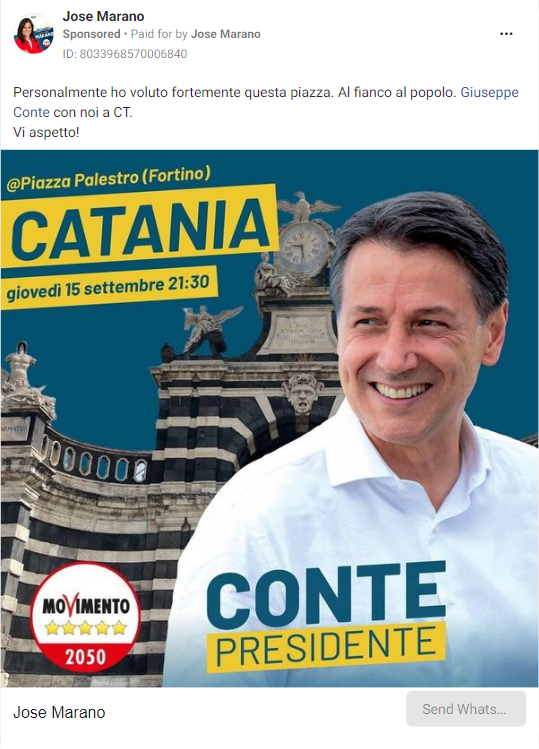 Jose Marano
Sponsored • Paid for by Jose Marano
ID: 8033968570006840
Personalmente ho voluto fortemente questa piazza. Al fianco al popolo. Giuseppe
Conte con noi a CT.
Vi aspetto!
@Piazza Palestro (Fortino)
CATANIA
giovedì 15 settembre 21:30
MOVIMENTO
2050
CONTE
PRESIDENTE
Jose Marano
Send Whats...